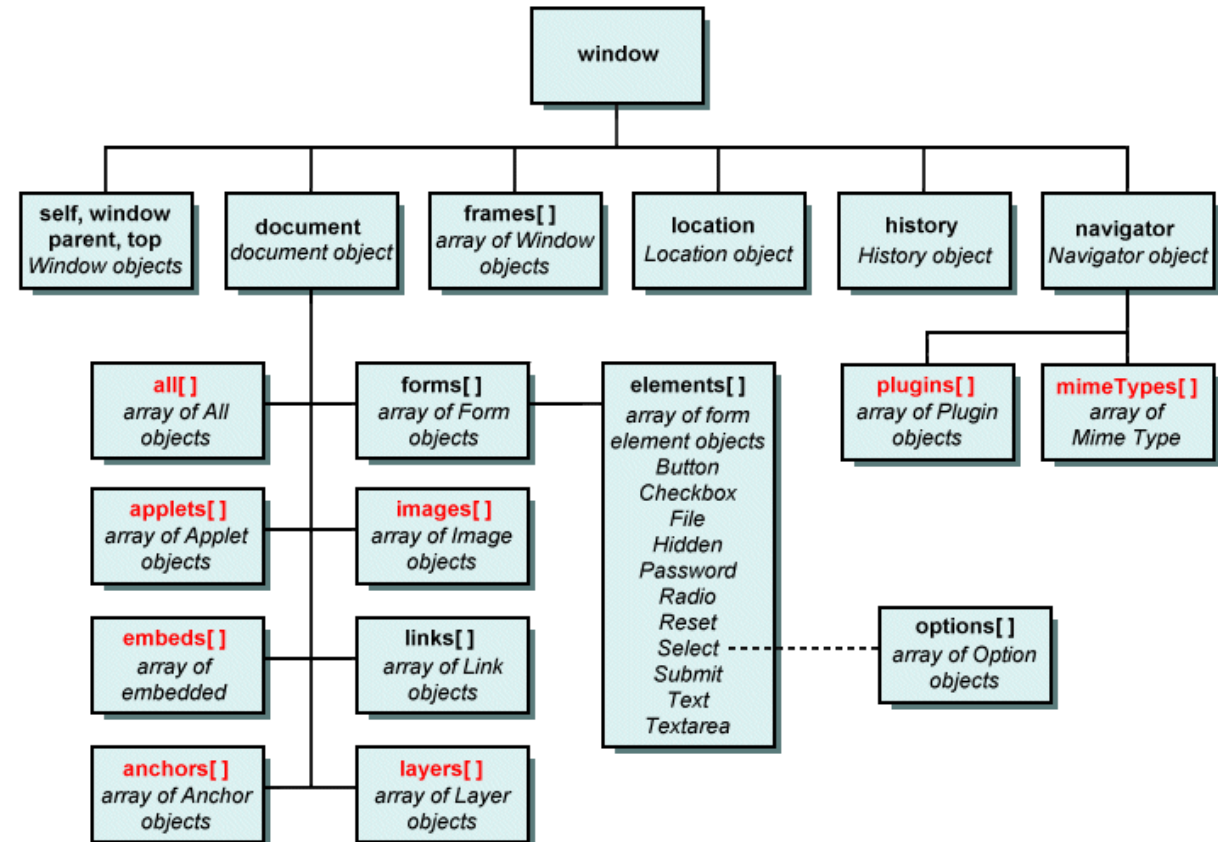 window
self, window
parent, top
Window objects
document
document object
frames[ ]
array of Window
objects
location
Location object
history
History object
navigator
Navigator object
all[ ]
array of All
objects
forms[ ]
array of Form
objects
elements[ ]
array of form
element objects
Button
Checkbox
File
Hidden
Password
Radio
Reset
Select
Submit
Text
Textarea
plugins[ ]
array of Plugin
objects
mimeTypes[ ]
array of
Mime Type
applets[ ]
array of Applet
objects
images[ ]
array of Image
objects
embeds[ ]
array of
embedded
links[ ]
array of Link
objects
options[ ]
array of Option
objects
anchors[ ]
array of Anchor
objects
layers[ ]
array of Layer
objects